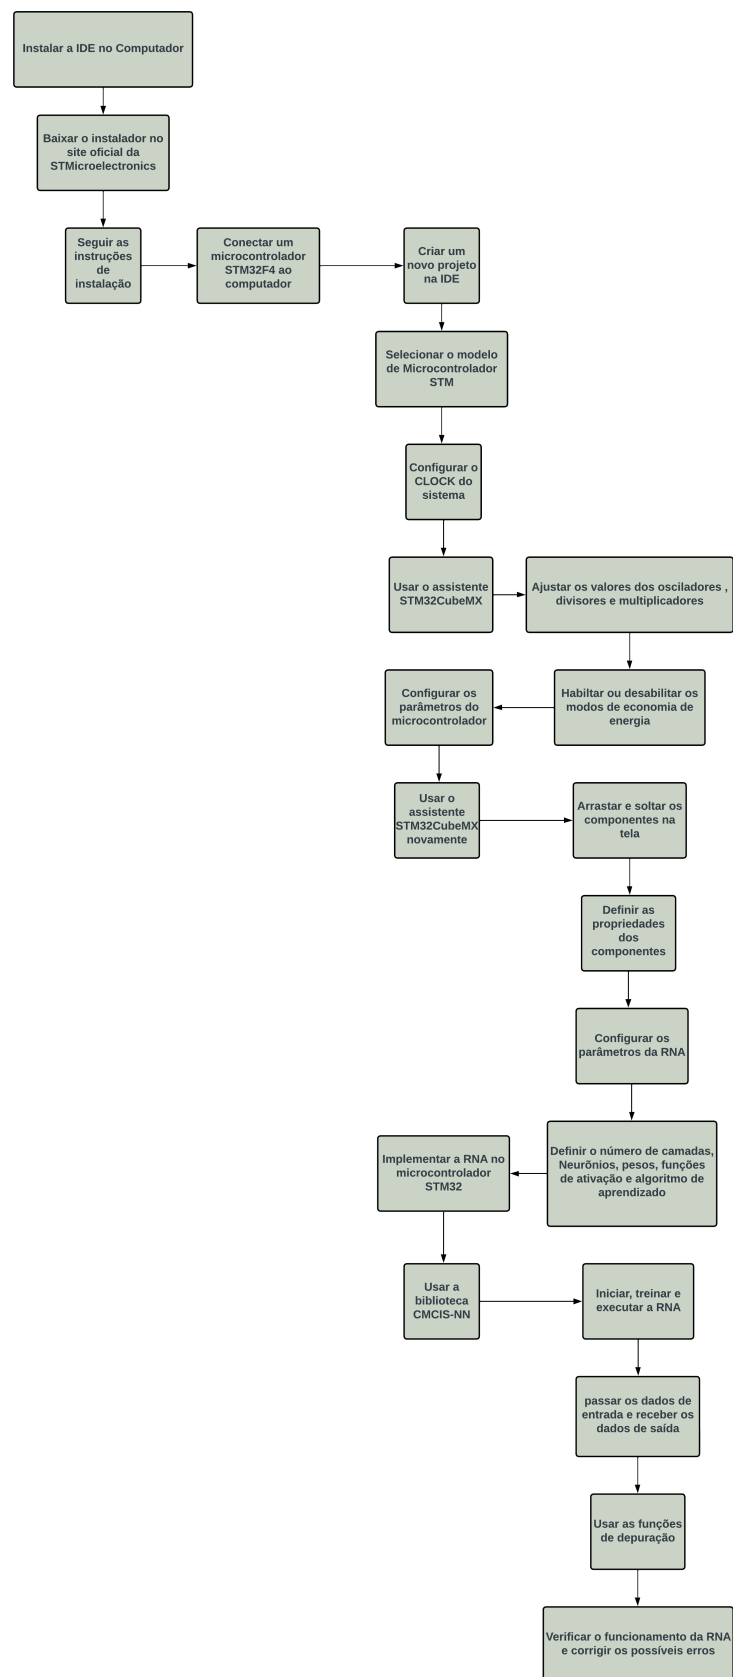 Instalar a IDE no Computador
Baixar o instalador no
site oficial da
STMicroelectronics
Seguir as
instruções
de
instalação
Conectar um
microcontrolador
STM32F4 ao
computador
Criar um
novo projeto
na IDE
Selecionar o modelo
de Microcontrolador
STM
Configurar o
CLOCK do
sistema
Usar o assistente
STM32CubeMX
Ajustar os valores dos osciladores ,
divisores e multiplicadores
Habiltar ou desabilitar os
modos de economia de
energia
Configurar os
parâmetros do
microcontrolador
Usar o
assistente
STM32CubeMX
novamente
Arrastar e soltar os
componentes na
tela
Definir as
propriedades
dos
componentes
Configurar os
parâmetros da RNA
Definir o número de camadas,
Neurõnios, pesos, funções
de ativação e algoritmo de
aprendizado
Implementar a RNA no
microcontrolador
STM32
Usar a
biblioteca
CMCIS-NN
Iniciar, treinar e
executar a RNA
passar os dados de
entrada e receber os
dados de saída
Usar as funções
de depuração
Verificar o funcionamento da RNA
e corrigir os possíveis erros